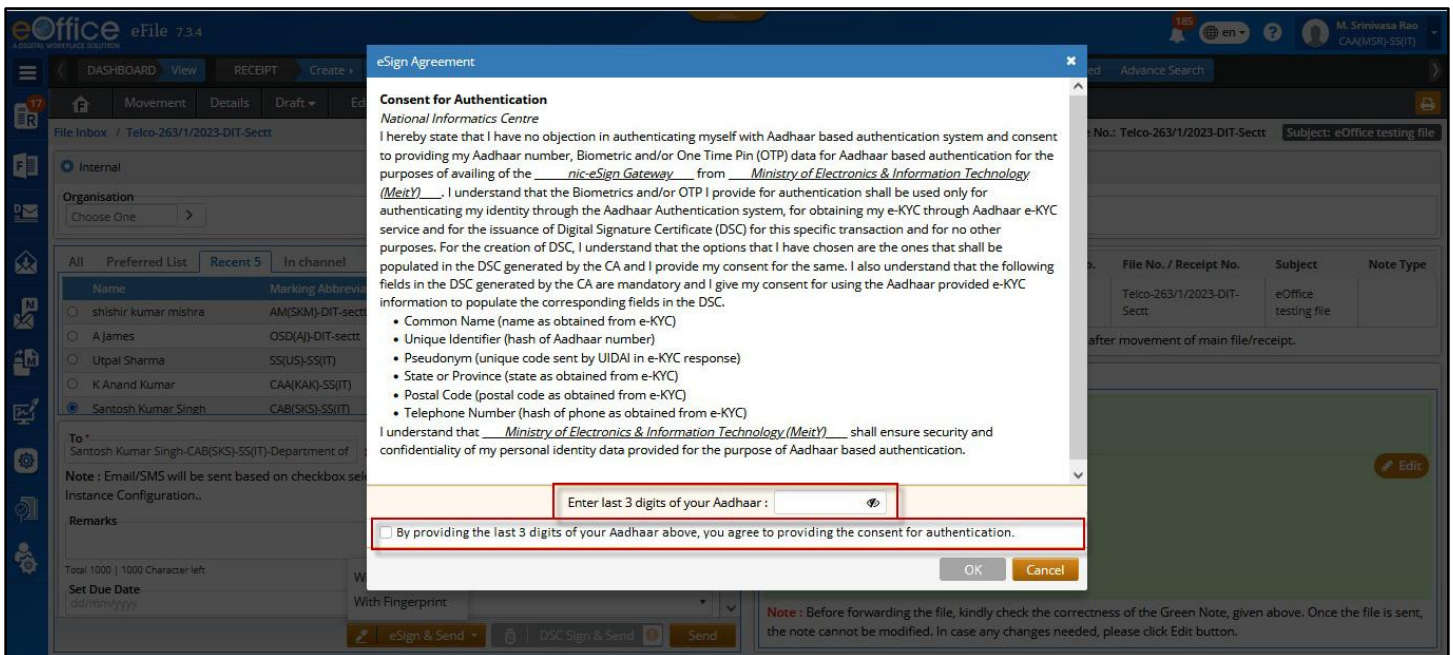 eOffice eFile 7.3.4
A DIGITAL WORKPLACE SOLUTION
185
en
?
M. Srinivasa Rao
CAA(MSR)-SS(IT)
DASHBOARD View RECEIPT Create
Advance Search
17
Movement Details Draft
File Inbox / Telco-263/1/2023-DIT-Sectt
No.: Telco-263/1/2023-DIT-Sectt Subject: eOffice testing file
Internal
Organisation
Choose One
All Preferred List Recent 5 In channel
Name
shishir kumar mishra AM(SKM)-DIT-sectt
A James OSD(AJ)-DIT-sectt
Utpal Sharma SS(US)-SS(IT)
K Anand Kumar CAA(KAK)-SS(IT)
Santosh Kumar Singh CAB(SKS)-SS(IT)
To *
Santosh Kumar Singh-CAB(SKS)-SS(IT)-Department of
Note : Email/SMS will be sent based on checkbox
Instance Configuration..
Remarks
Total 1000 | 1000 Character left
Set Due Date
dd/mm/yyyy
With Fingerprint
eSign & Send DSC Sign & Send Send
eSign Agreement
Consent for Authentication
National Informatics Centre
I hereby state that I have no objection in authenticating myself with Aadhaar based authentication system and consent
to providing my Aadhaar number, Biometric and/or One Time Pin (OTP) data for Aadhaar based authentication for the
purposes of availing of the _____nic-eSign Gateway___ from ___Ministry of Electronics & Information Technology
(MeitY)___. I understand that the Biometrics and/or OTP I provide for authentication shall be used only for
authenticating my identity through the Aadhaar Authentication system, for obtaining my e-KYC through Aadhaar e-KYC
service and for the issuance of Digital Signature Certificate (DSC) for this specific transaction and for no other
purposes. For the creation of DSC, I understand that the options that I have chosen are the ones that shall be
populated in the DSC generated by the CA and I provide my consent for the same. I also understand that the following
fields in the DSC generated by the CA are mandatory and I give my consent for using the Aadhaar provided e-KYC
information to populate the corresponding fields in the DSC.
• Common Name (name as obtained from e-KYC)
• Unique Identifier (hash of Aadhaar number)
• Pseudonym (unique code sent by UIDAI in e-KYC response)
• State or Province (state as obtained from e-KYC)
• Postal Code (postal code as obtained from e-KYC)
• Telephone Number (hash of phone as obtained from e-KYC)
I understand that ____Ministry of Electronics & Information Technology (MeitY)___ shall ensure security and
confidentiality of my personal identity data provided for the purpose of Aadhaar based authentication.
Enter last 3 digits of your Aadhaar :
By providing the last 3 digits of your Aadhaar above, you agree to providing the consent for authentication.
OK Cancel
File No. / Receipt No. Subject Note Type
Telco-263/1/2023-DIT- eOffice
Sectt testing file
after movement of main file/receipt.
Edit
Note : Before forwarding the file, kindly check the correctness of the Green Note, given above. Once the file is sent,
the note cannot be modified. In case any changes needed, please click Edit button.